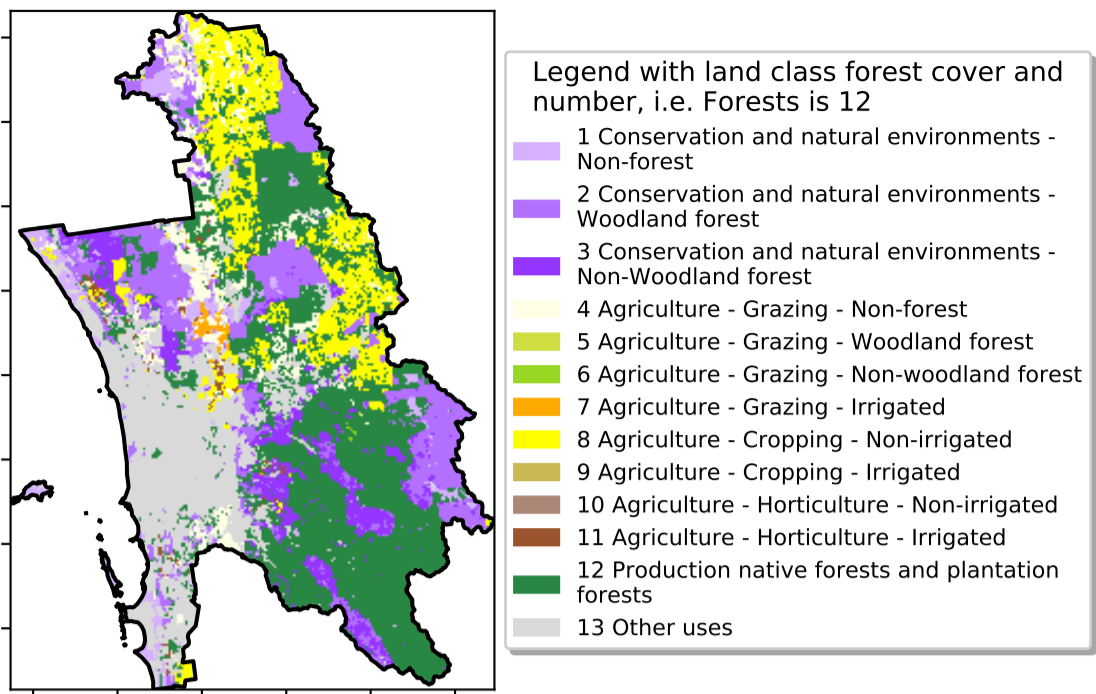 Legend with land class forest cover and
number, i.e. Forests is 12
1 Conservation and natural environments -
Non-forest
2 Conservation and natural environments -
Woodland forest
3 Conservation and natural environments -
Non-Woodland forest
4 Agriculture - Grazing - Non-forest
5 Agriculture - Grazing - Woodland forest
6 Agriculture - Grazing - Non-woodland forest
7 Agriculture - Grazing - Irrigated
8 Agriculture - Cropping - Non-irrigated
9 Agriculture - Cropping - Irrigated
10 Agriculture - Horticulture - Non-irrigated
11 Agriculture - Horticulture - Irrigated
12 Production native forests and plantation
forests
13 Other uses